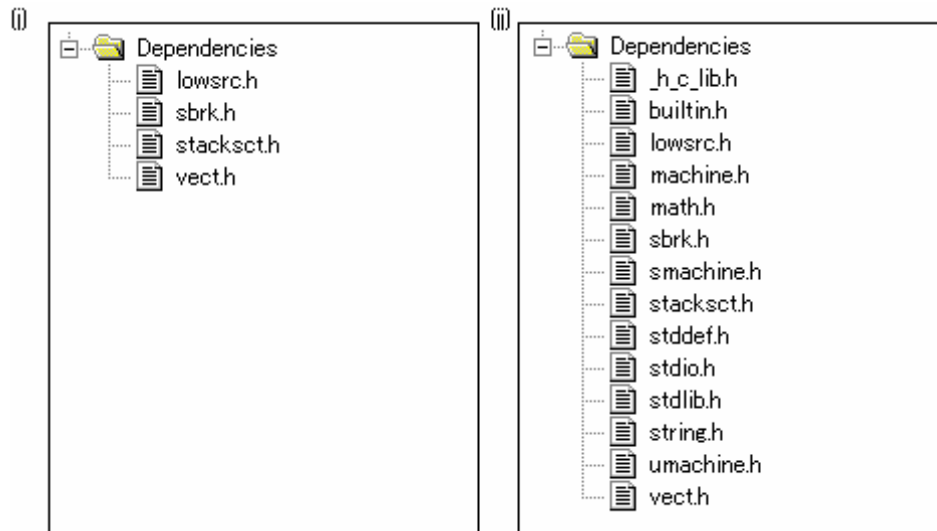 (i)
Dependencies
lowsrc.h
sbrk.h
stacksct.h
vect.h
(ii)
Dependencies
_h_c_lib.h
builtin.h
lowsrc.h
machine.h
math.h
sbrk.h
smachine.h
stacksct.h
stddef.h
stdio.h
stdlib.h
string.h
umachine.h
vect.h